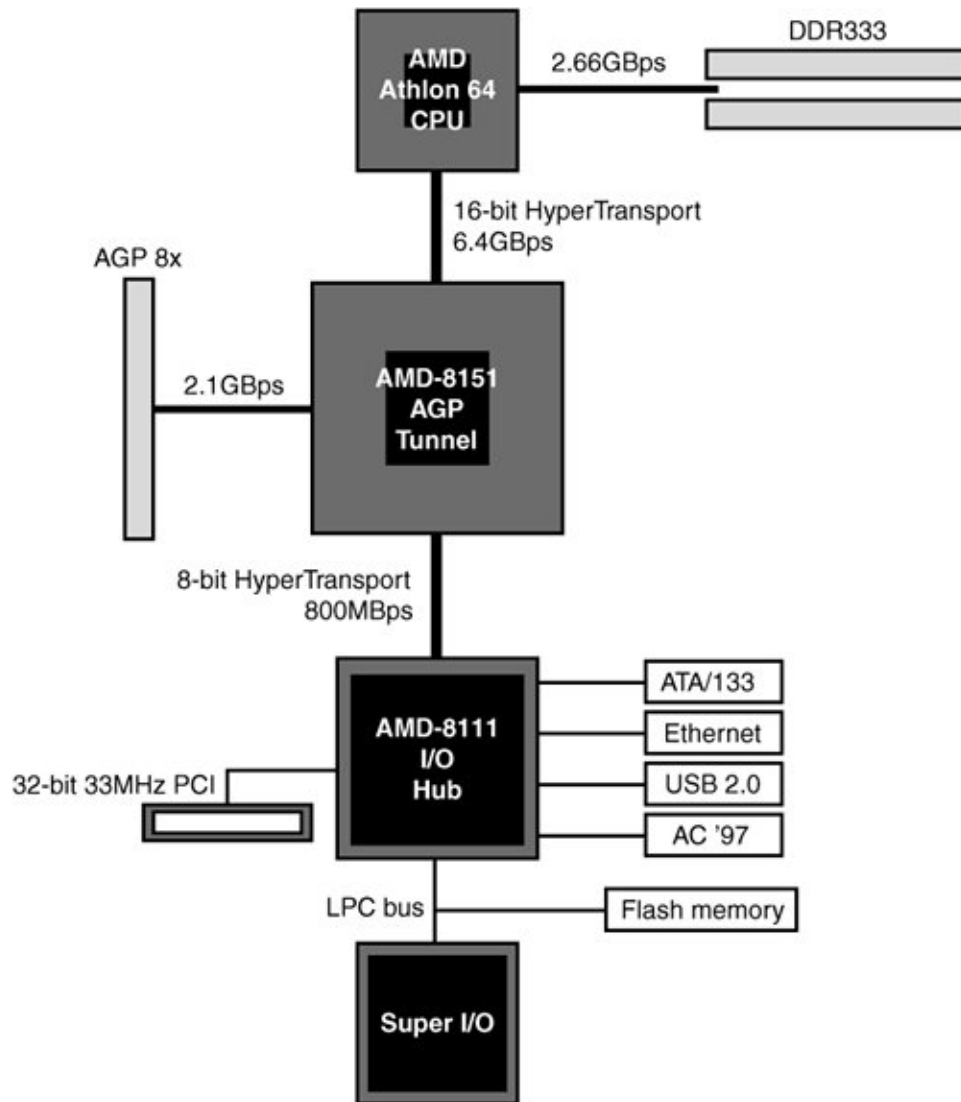 DDR333
AMD
Athlon 64
CPU
2.66GBps
16-bit HyperTransport
6.4GBps
AGP 8x
2.1GBps
AMD-8151
AGP
Tunnel
8-bit HyperTransport
800MBps
AMD-8111
I/O
Hub
ATA/133
Ethernet
USB 2.0
AC '97
32-bit 33MHz PCI
LPC bus
Flash memory
Super I/O